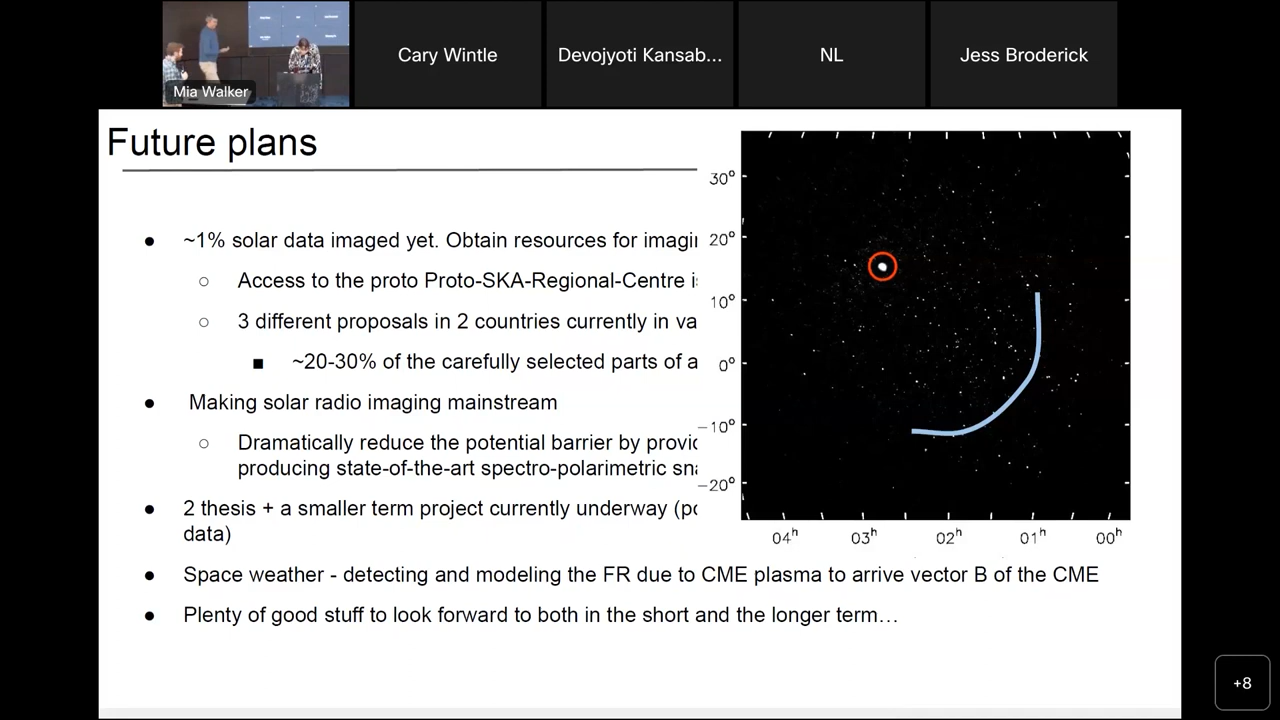 Mia Walker
Cary Wintle
Devojyoti Kansab...
NL
Jess Broderick
Future plans
● ~1% solar data imaged yet. Obtain resources for imagi
○ Access to the proto Proto-SKA-Regional-Centre i
○ 3 different proposals in 2 countries currently in va
■ ~20-30% of the carefully selected parts of a
● Making solar radio imaging mainstream
○ Dramatically reduce the potential barrier by provi
producing state-of-the-art spectro-polarimetric sn
● 2 thesis + a smaller term project currently underway (po
data)
● Space weather - detecting and modeling the FR due to CME plasma to arrive vector B of the CME
● Plenty of good stuff to look forward to both in the short and the longer term…
30°
20°
10°
0°
−10°
−20°
04h 03h 02h 01h 00h
+8